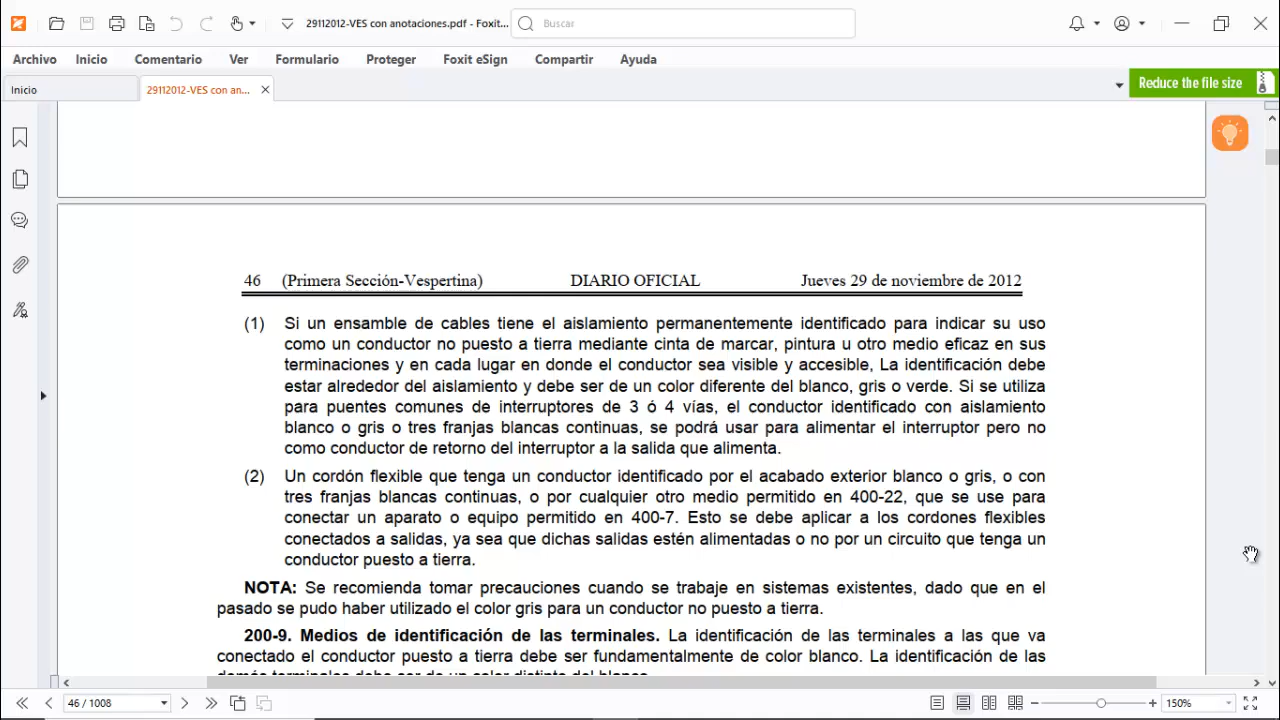 29112012-VES con anotaciones.pdf - Foxit...
Buscar
Archivo Inicio Comentario Ver Formulario Proteger Foxit eSign Compartir Ayuda
Inicio 29112012-VES con an...
Reduce the file size
46 (Primera Sección-Vespertina) DIARIO OFICIAL Jueves 29 de noviembre de 2012
(1) Si un ensamble de cables tiene el aislamiento permanentemente identificado para indicar su uso
como un conductor no puesto a tierra mediante cinta de marcar, pintura u otro medio eficaz en sus
terminaciones y en cada lugar en donde el conductor sea visible y accesible, La identificación debe
estar alrededor del aislamiento y debe ser de un color diferente del blanco, gris o verde. Si se utiliza
para puentes comunes de interruptores de 3 ó 4 vías, el conductor identificado con aislamiento
blanco o gris o tres franjas blancas continuas, se podrá usar para alimentar el interruptor pero no
como conductor de retorno del interruptor a la salida que alimenta.
(2) Un cordón flexible que tenga un conductor identificado por el acabado exterior blanco o gris, o con
tres franjas blancas continuas, o por cualquier otro medio permitido en 400-22, que se use para
conectar un aparato o equipo permitido en 400-7. Esto se debe aplicar a los cordones flexibles
conectados a salidas, ya sea que dichas salidas estén alimentadas o no por un circuito que tenga un
conductor puesto a tierra.
NOTA: Se recomienda tomar precauciones cuando se trabaje en sistemas existentes, dado que en el
pasado se pudo haber utilizado el color gris para un conductor no puesto a tierra.
200-9. Medios de identificación de las terminales. La identificación de las terminales a las que va
conectado el conductor puesto a tierra debe ser fundamentalmente de color blanco. La identificación de las
demás terminales debe ser de un color distinto del blanco.
46 / 1008 150%